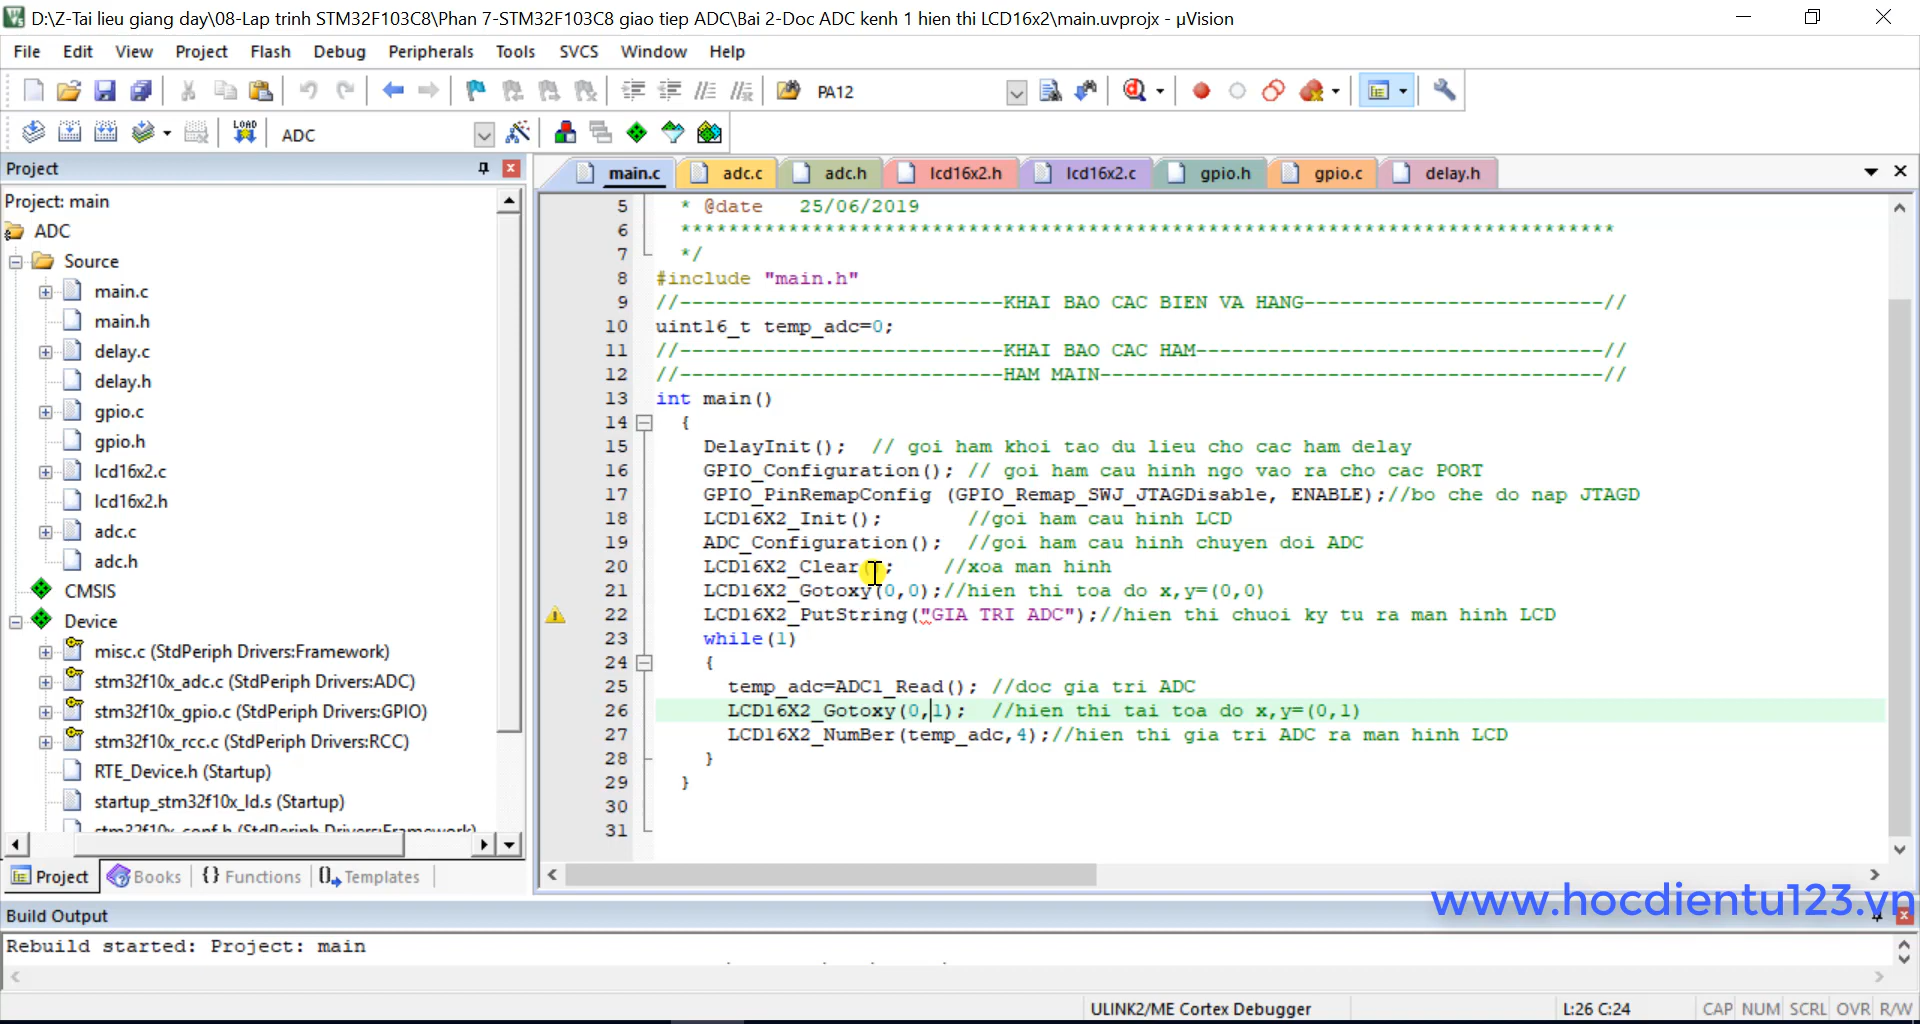 D:\Z-Tai lieu giang day\08-Lap trinh STM32F103C8\Phan 7-STM32F103C8 giao tiep ADC\Bai 2-Doc ADC kenh 1 hien thi LCD16x2\main.uvprojx - µVision
File Edit View Project Flash Debug Peripherals Tools SVCS Window Help
PA12
LOAD ADC
Project
main.c adc.c adc.h lcd16x2.h lcd16x2.c gpio.h gpio.c delay.h
Project: main
ADC
Source
main.c
main.h
delay.c
delay.h
gpio.c
gpio.h
lcd16x2.c
lcd16x2.h
adc.c
adc.h
CMSIS
Device
misc.c (StdPeriph Drivers:Framework)
stm32f10x_adc.c (StdPeriph Drivers:ADC)
stm32f10x_gpio.c (StdPeriph Drivers:GPIO)
stm32f10x_rcc.c (StdPeriph Drivers:RCC)
RTE_Device.h (Startup)
startup_stm32f10x_ld.s (Startup)
stm32f10x_conf.h (StdPeriph Drivers:Framework)
Project Books {} Functions Templates
5 * @date 25/06/2019
6 ******************************************************************************
7 */
8 #include "main.h"
9 //---------------------------KHAI BAO CAC BIEN VA HANG-------------------------//
10 uint16_t temp_adc=0;
11 //---------------------------KHAI BAO CAC HAM----------------------------------//
12 //---------------------------HAM MAIN------------------------------------------//
13 int main()
14 {
15 DelayInit(); // goi ham khoi tao du lieu cho cac ham delay
16 GPIO_Configuration(); // goi ham cau hinh ngo vao ra cho cac PORT
17 GPIO_PinRemapConfig (GPIO_Remap_SWJ_JTAGDisable, ENABLE);//bo che do nap JTAGD
18 LCD16X2_Init(); //goi ham cau hinh LCD
19 ADC_Configuration(); //goi ham cau hinh chuyen doi ADC
20 LCD16X2_Clear(); //xoa man hinh
21 LCD16X2_Gotoxy(0,0);//hien thi toa do x,y=(0,0)
22 LCD16X2_PutString("GIA TRI ADC");//hien thi chuoi ky tu ra man hinh LCD
23 while(1)
24 {
25 temp_adc=ADC1_Read(); //doc gia tri ADC
26 LCD16X2_Gotoxy(0,1); //hien thi tai toa do x,y=(0,1)
27 LCD16X2_NumBer(temp_adc,4);//hien thi gia tri ADC ra man hinh LCD
28 }
29 }
30
31
www.hocdientu123.vn
Build Output
Rebuild started: Project: main
ULINK2/ME Cortex Debugger L:26 C:24 CAP NUM SCRL OVR R/W